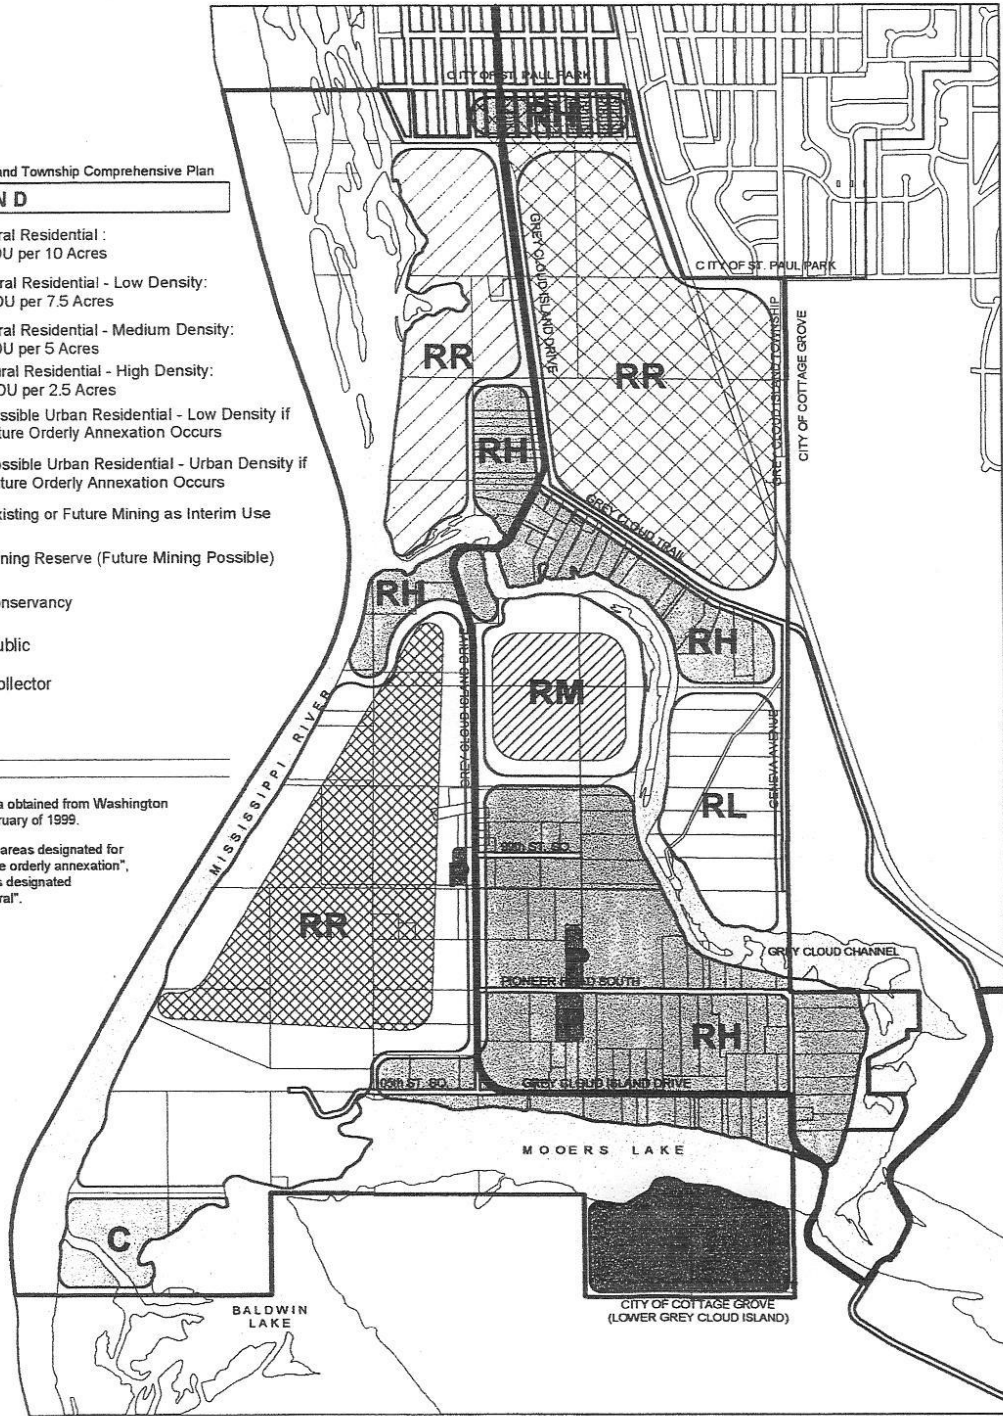 and Township Comprehensive Plan
N D
ral Residential :
DU per 10 Acres
ral Residential - Low Density:
DU per 7.5 Acres
ral Residential - Medium Density:
DU per 5 Acres
ural Residential - High Density:
DU per 2.5 Acres
ssible Urban Residential - Low Density if
ture Orderly Annexation Occurs
ossible Urban Residential - Urban Density if
ture Orderly Annexation Occurs
xisting or Future Mining as Interim Use
ning Reserve (Future Mining Possible)
onservancy
ublic
ollector
a obtained from Washington
ruary of 1999.
areas designated for
e orderly annexation",
s designated
ral".
CITY OF ST. PAUL PARK
RH
GREY CLOUD ISLAND DRIVE
CITY OF ST. PAUL PARK
GREY CLOUD ISLAND TOWNSHIP
CITY OF COTTAGE GROVE
RR
RR
RH
GREY CLOUD TRAIL
RH
RH
GREY CLOUD ISLAND DRIVE
RM
MISSISSIPPI RIVER
GENEVA AVENUE
RL
P
RR
GREY CLOUD CHANNEL
P
PIONEER ROAD SOUTH
RH
GREY CLOUD ISLAND DRIVE
MOOERS LAKE
C
BALDWIN
LAKE
CITY OF COTTAGE GROVE
(LOWER GREY CLOUD ISLAND)